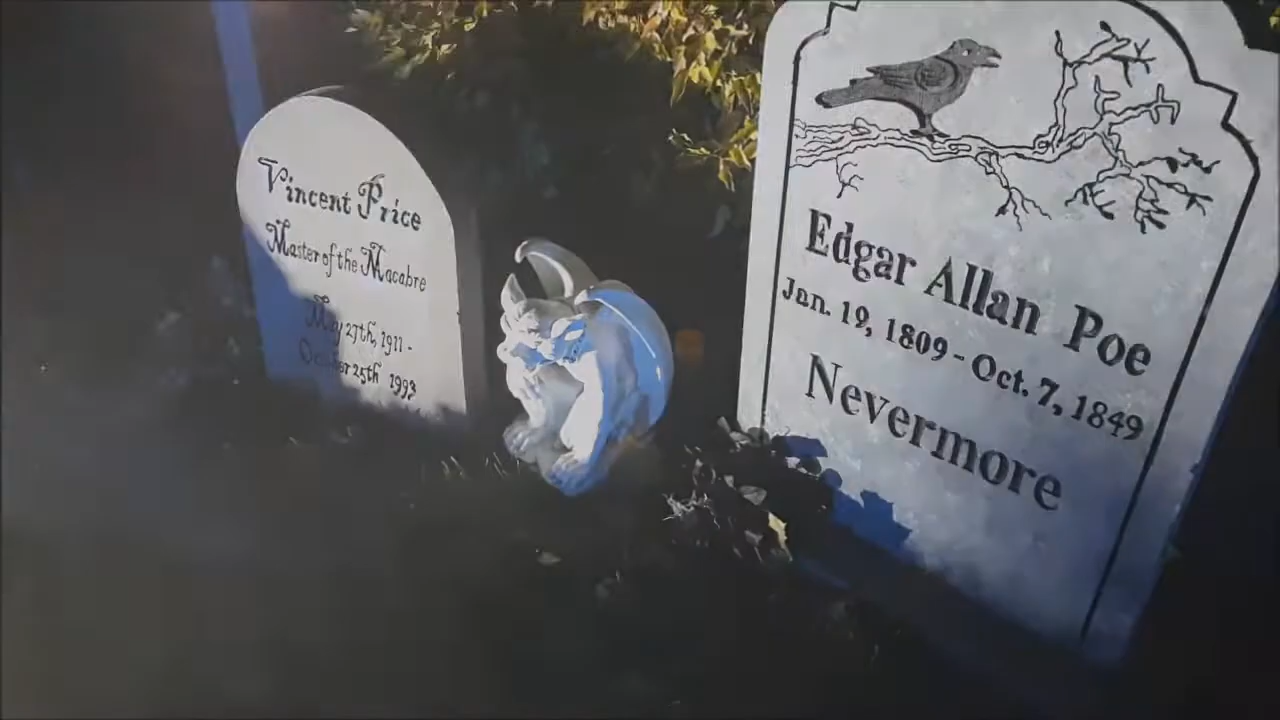 Vincent Price
Master of the Macabre
May 27th, 1911 -
October 25th 1993
Edgar Allan Poe
Jan. 19, 1809 - Oct. 7, 1849
Nevermore